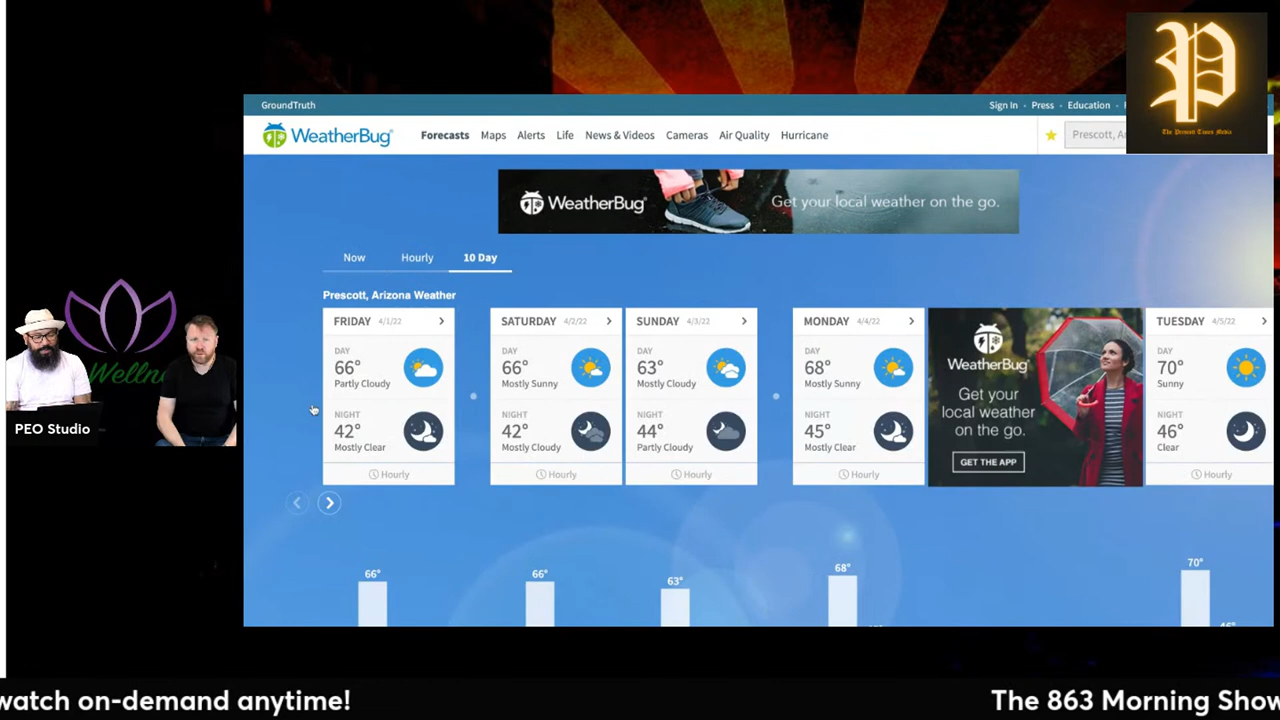 GroundTruth
Sign In · Press · Education ·
WeatherBug
Forecasts Maps Alerts Life News & Videos Cameras Air Quality Hurricane
Prescott,
P
The Prescott Times Media
WeatherBug
Get your local weather on the go.
Now Hourly 10 Day
Prescott, Arizona Weather
FRIDAY 4/1/22
DAY
66°
Partly Cloudy
NIGHT
42°
Mostly Clear
Hourly
SATURDAY 4/2/22
DAY
66°
Mostly Sunny
NIGHT
42°
Mostly Cloudy
Hourly
SUNDAY 4/3/22
DAY
63°
Mostly Cloudy
NIGHT
44°
Partly Cloudy
Hourly
MONDAY 4/4/22
DAY
68°
Mostly Sunny
NIGHT
45°
Mostly Clear
Hourly
WeatherBug
Get your
local weather
on the go.
GET THE APP
TUESDAY 4/5/22
DAY
70°
Sunny
NIGHT
46°
Clear
Hourly
66° 66° 63° 68° 70°
PEO Studio
watch on-demand anytime!
The 863 Morning Show